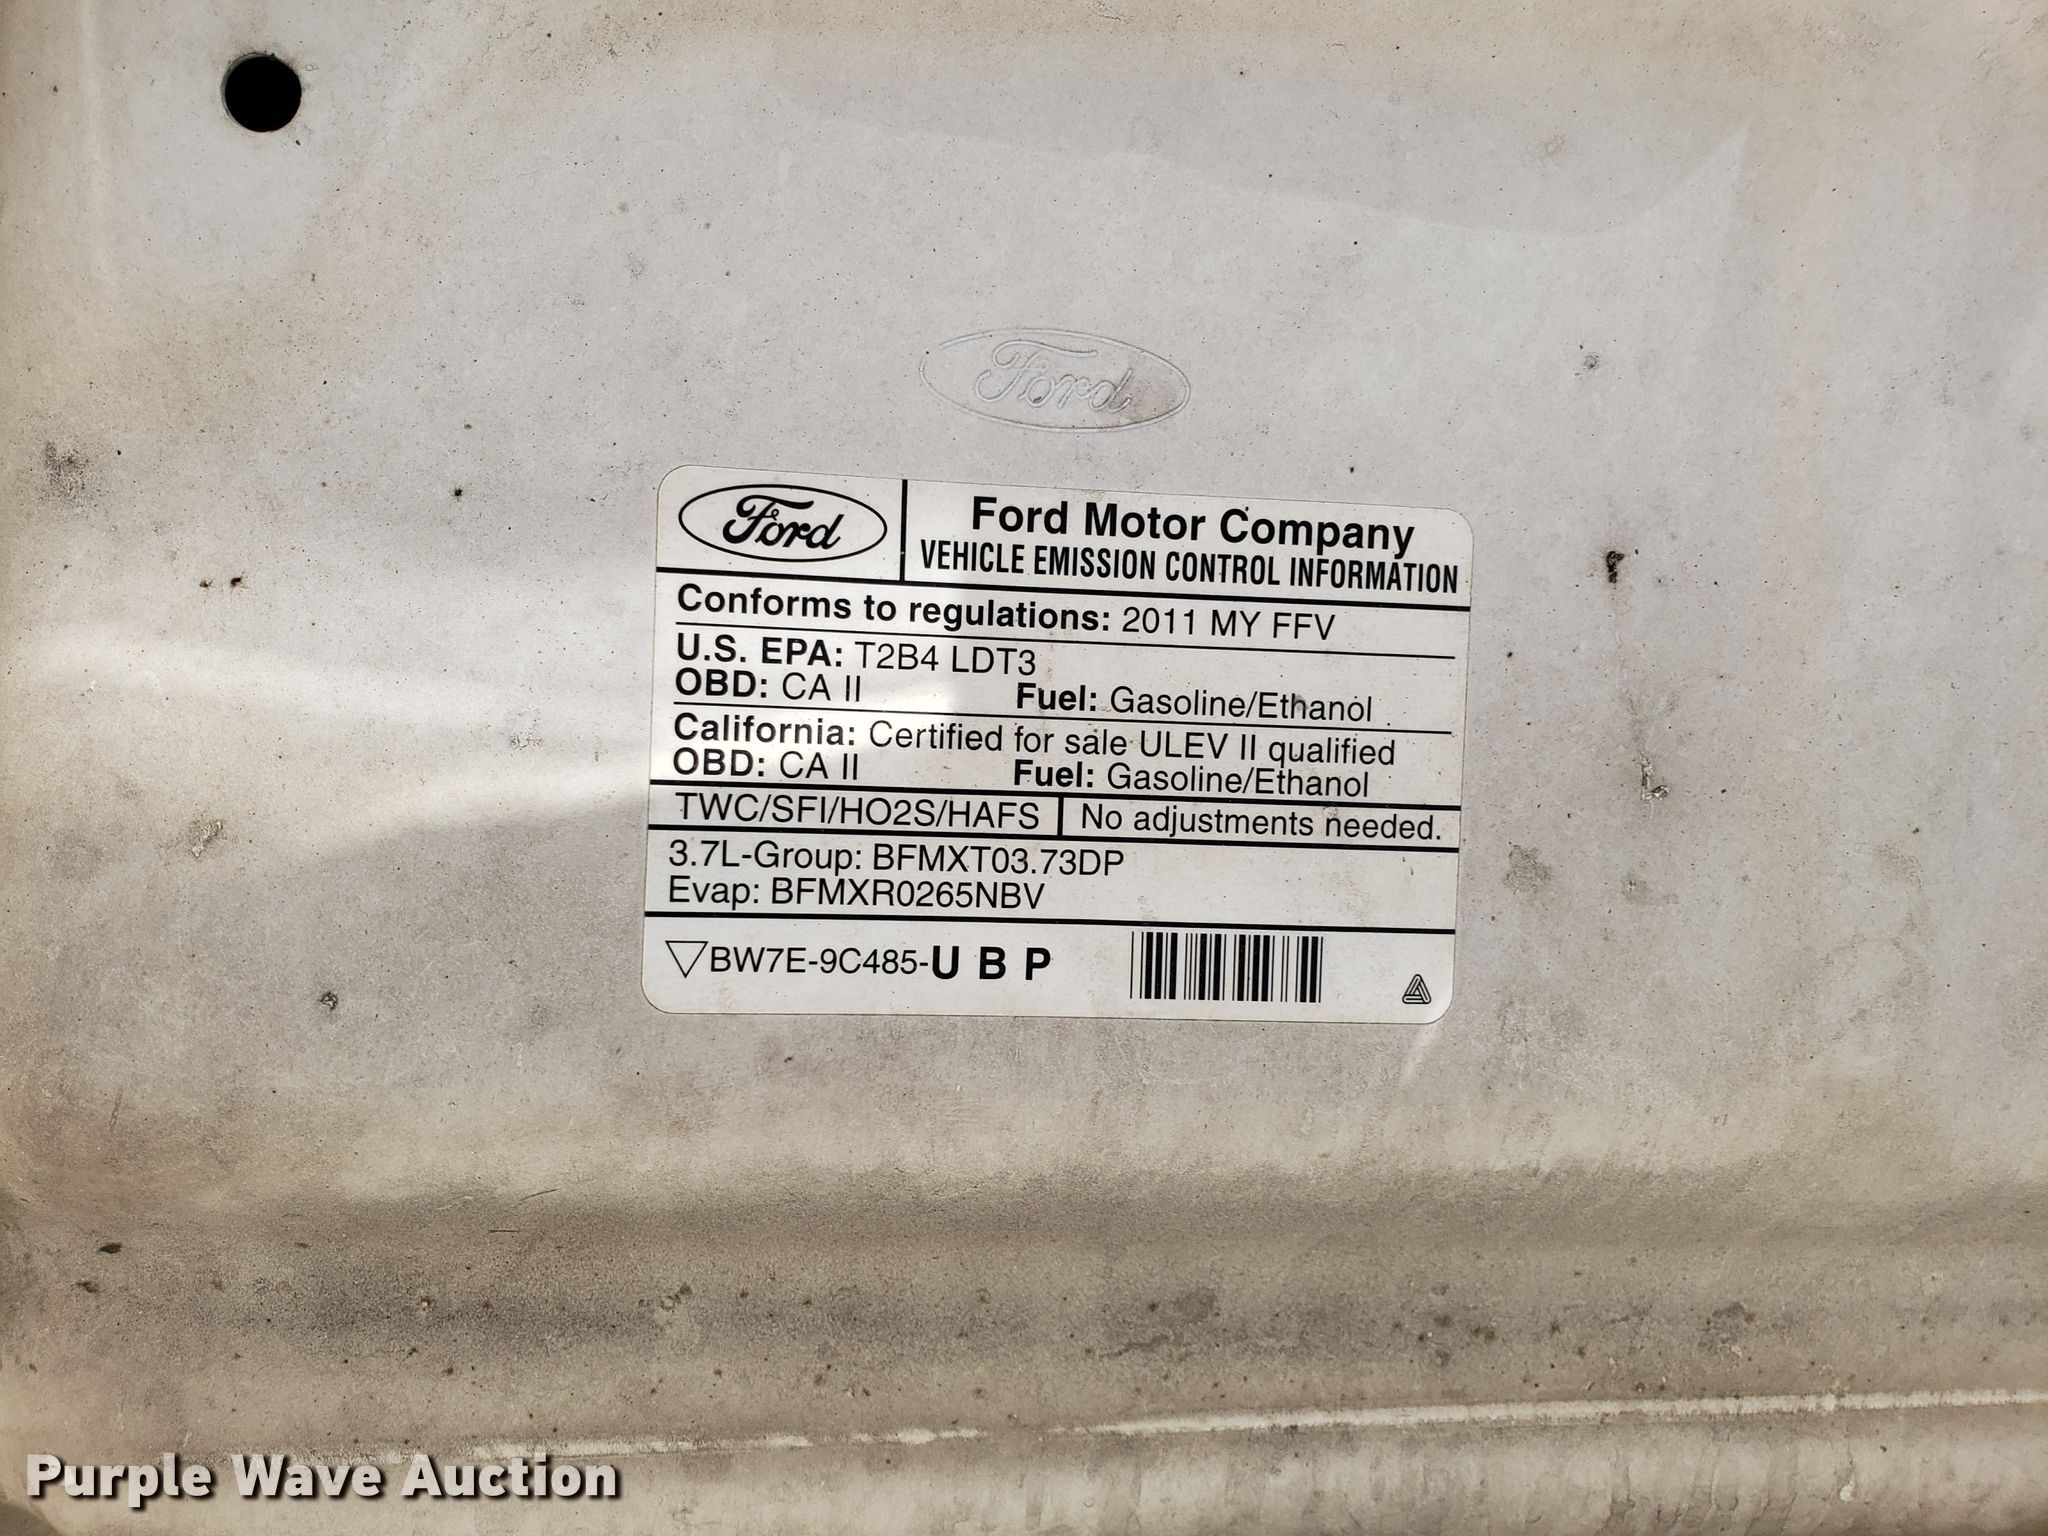 Ford
Ford
Ford Motor Company
VEHICLE EMISSION CONTROL INFORMATION
Conforms to regulations: 2011 MY FFV
U.S. EPA: T2B4 LDT3
OBD: CA II Fuel: Gasoline/Ethanol
California: Certified for sale ULEV II qualified
OBD: CA II Fuel: Gasoline/Ethanol
TWC/SFI/HO2S/HAFS No adjustments needed.
3.7L-Group: BFMXT03.73DP
Evap: BFMXR0265NBV
BW7E-9C485-U B P
Purple Wave Auction